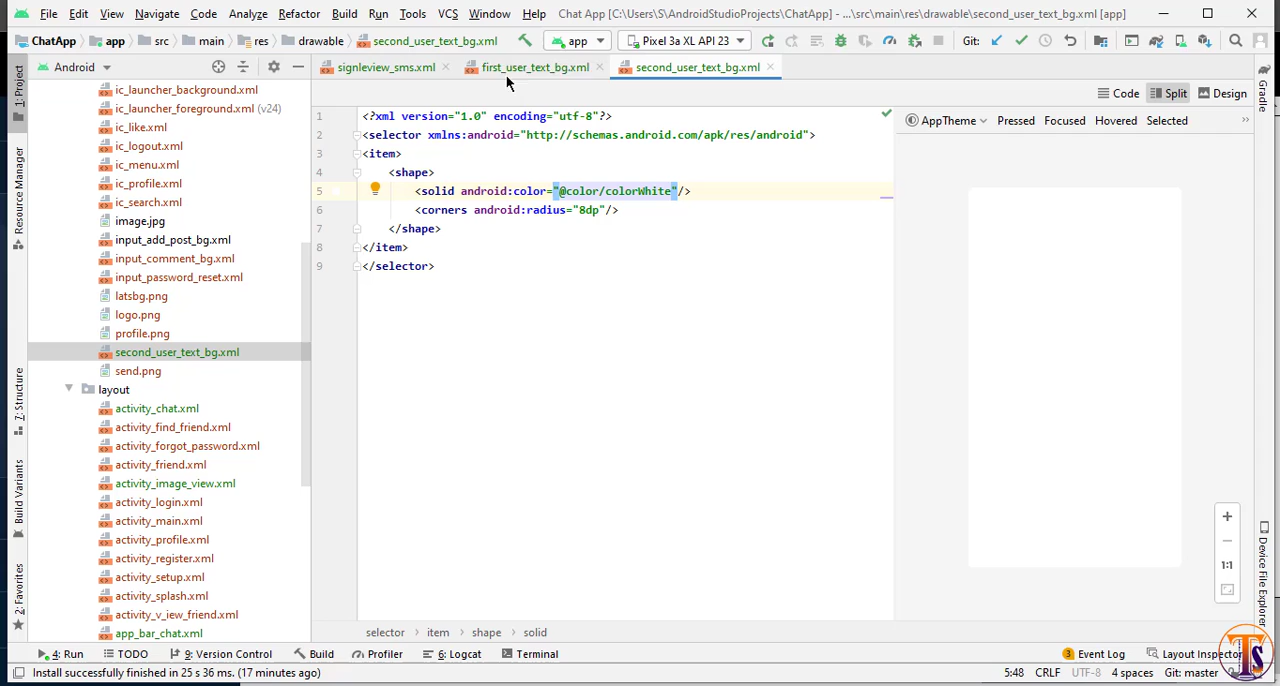 File Edit View Navigate Code Analyze Refactor Build Run Tools VCS Window Help Chat App [C:\Users\S\AndroidStudioProjects\ChatApp] - ...\src\main\res\drawable\second_user_text_bg.xml [app]
ChatApp app src main res drawable second_user_text_bg.xml app Pixel 3a XL API 23 Git:
1: Project Android signleview_sms.xml first_user_text_bg.xml second_user_text_bg.xml Gradle
Code Split Design
AppTheme Pressed Focused Hovered Selected
ic_launcher_background.xml
ic_launcher_foreground.xml (v24)
ic_like.xml
ic_logout.xml
ic_menu.xml
ic_profile.xml
ic_search.xml
image.jpg
input_add_post_bg.xml
input_comment_bg.xml
input_password_reset.xml
latsbg.png
logo.png
profile.png
second_user_text_bg.xml
send.png
layout
activity_chat.xml
activity_find_friend.xml
activity_forgot_password.xml
activity_friend.xml
activity_image_view.xml
activity_login.xml
activity_main.xml
activity_profile.xml
activity_register.xml
activity_setup.xml
activity_splash.xml
activity_v_iew_friend.xml
app_bar_chat.xml
Resource Manager
7: Structure
Build Variants
2: Favorites
1 <?xml version="1.0" encoding="utf-8"?>
2 <selector xmlns:android="http://schemas.android.com/apk/res/android">
3 <item>
4 <shape>
5 <solid android:color="@color/colorWhite"/>
6 <corners android:radius="8dp"/>
7 </shape>
8 </item>
9 </selector>
1:1
Device File Explorer
selector item shape solid
4: Run TODO 9: Version Control Build Profiler 6: Logcat Terminal 3 Event Log Layout Inspector
Install successfully finished in 25 s 36 ms. (17 minutes ago) 5:48 CRLF UTF-8 4 spaces Git: master
TS